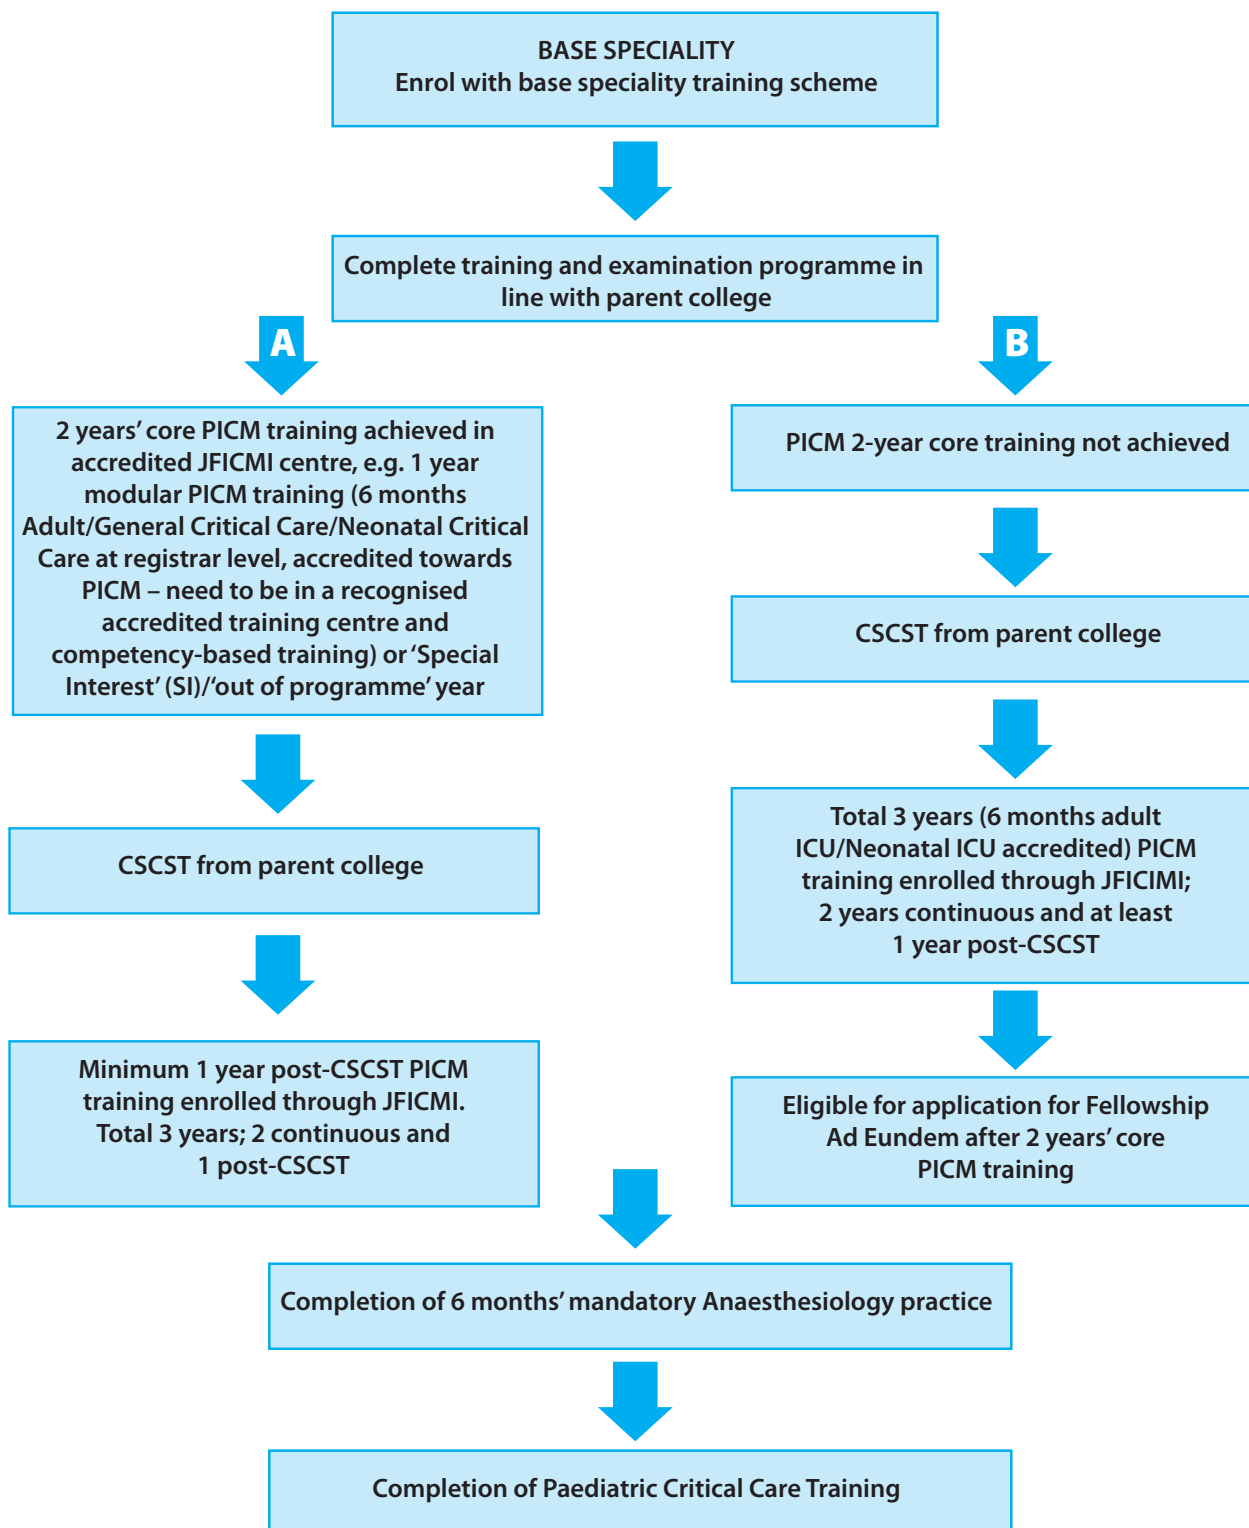 BASE SPECIALITY
Enrol with base speciality training scheme
Complete training and examination programme in
line with parent college
A
2 years’ core PICM training achieved in
accredited JFICMI centre, e.g. 1 year
modular PICM training (6 months
Adult/General Critical Care/Neonatal Critical
Care at registrar level, accredited towards
PICM – need to be in a recognised
accredited training centre and
competency-based training) or ‘Special
Interest’ (SI)/‘out of programme’ year
CSCST from parent college
Minimum 1 year post-CSCST PICM
training enrolled through JFICMI.
Total 3 years; 2 continuous and
1 post-CSCST
B
PICM 2-year core training not achieved
CSCST from parent college
Total 3 years (6 months adult
ICU/Neonatal ICU accredited) PICM
training enrolled through JFICIMI;
2 years continuous and at least
1 year post-CSCST
Eligible for application for Fellowship
Ad Eundem after 2 years’ core
PICM training
Completion of 6 months’ mandatory Anaesthesiology practice
Completion of Paediatric Critical Care Training